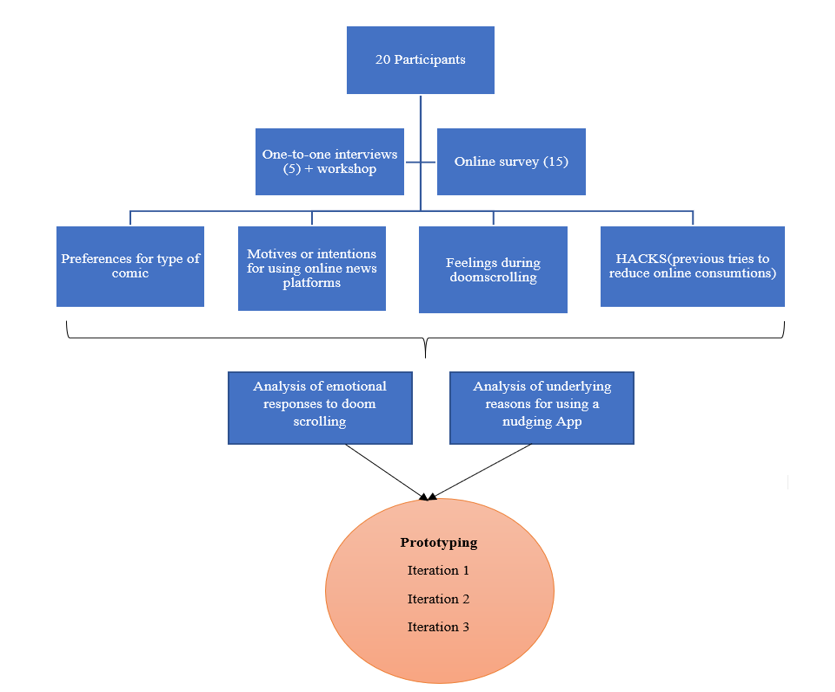 20 Participants
One-to-one interviews
(5) + workshop
Online survey (15)
Preferences for type of
comic
Motives or intentions
for using online news
platforms
Feelings during
doomscrolling
HACKS(previous tries to
reduce online consumtions)
Analysis of emotional
responses to doom
scrolling
Analysis of underlying
reasons for using a
nudging App
Prototyping
Iteration 1
Iteration 2
Iteration 3